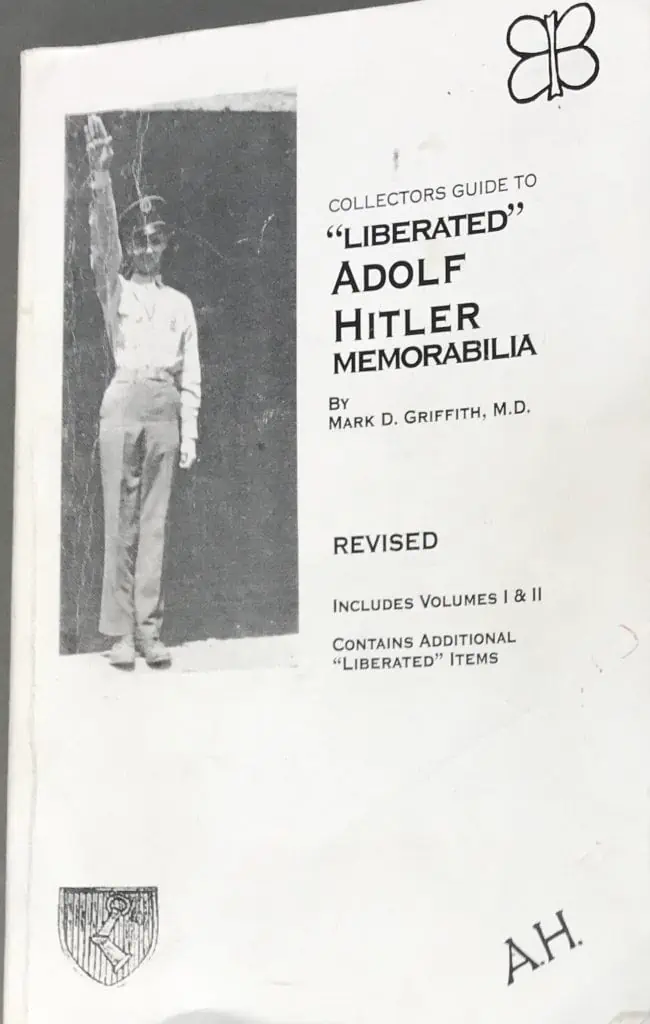 COLLECTORS GUIDE TO
“LIBERATED”
ADOLF
HITLER
MEMORABILIA
BY
MARK D. GRIFFITH, M.D.
REVISED
INCLUDES VOLUMES I & II
CONTAINS ADDITIONAL
“LIBERATED” ITEMS
A.H.